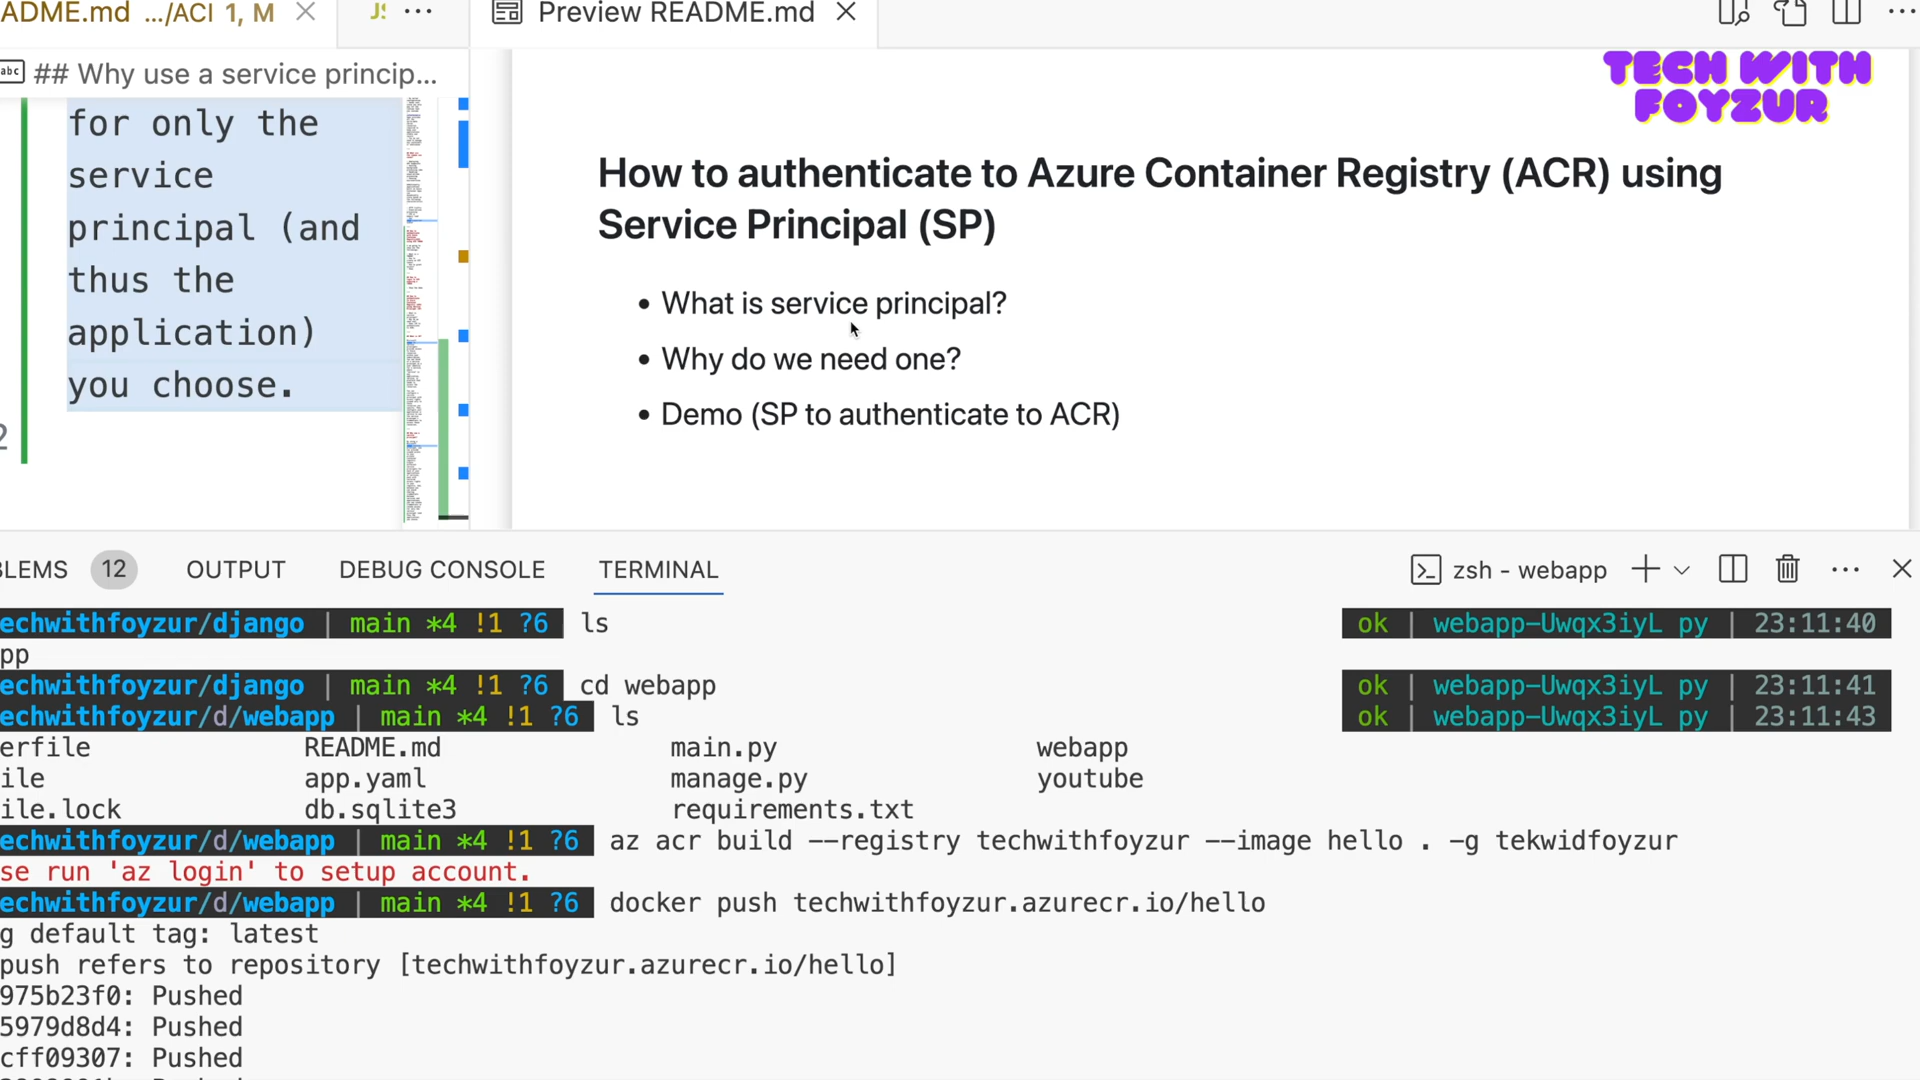 ADME.md .../ACI 1, M
JS
Preview README.md
abc ## Why use a service princip...
for only the
service
principal (and
thus the
application)
you choose.
2
TECH WITH
FOYZUR
How to authenticate to Azure Container Registry (ACR) using
Service Principal (SP)
• What is service principal?
• Why do we need one?
• Demo (SP to authenticate to ACR)
BLEMS 12 OUTPUT DEBUG CONSOLE TERMINAL zsh - webapp
echwithfoyzur/django | main *4 !1 ?6 ls ok | webapp-Uwqx3iyL py | 23:11:40
pp
echwithfoyzur/django | main *4 !1 ?6 cd webapp ok | webapp-Uwqx3iyL py | 23:11:41
echwithfoyzur/d/webapp | main *4 !1 ?6 ls ok | webapp-Uwqx3iyL py | 23:11:43
erfile README.md main.py webapp
ile app.yaml manage.py youtube
ile.lock db.sqlite3 requirements.txt
echwithfoyzur/d/webapp | main *4 !1 ?6 az acr build --registry techwithfoyzur --image hello . -g tekwidfoyzur
se run 'az login' to setup account.
echwithfoyzur/d/webapp | main *4 !1 ?6 docker push techwithfoyzur.azurecr.io/hello
g default tag: latest
push refers to repository [techwithfoyzur.azurecr.io/hello]
975b23f0: Pushed
5979d8d4: Pushed
cff09307: Pushed